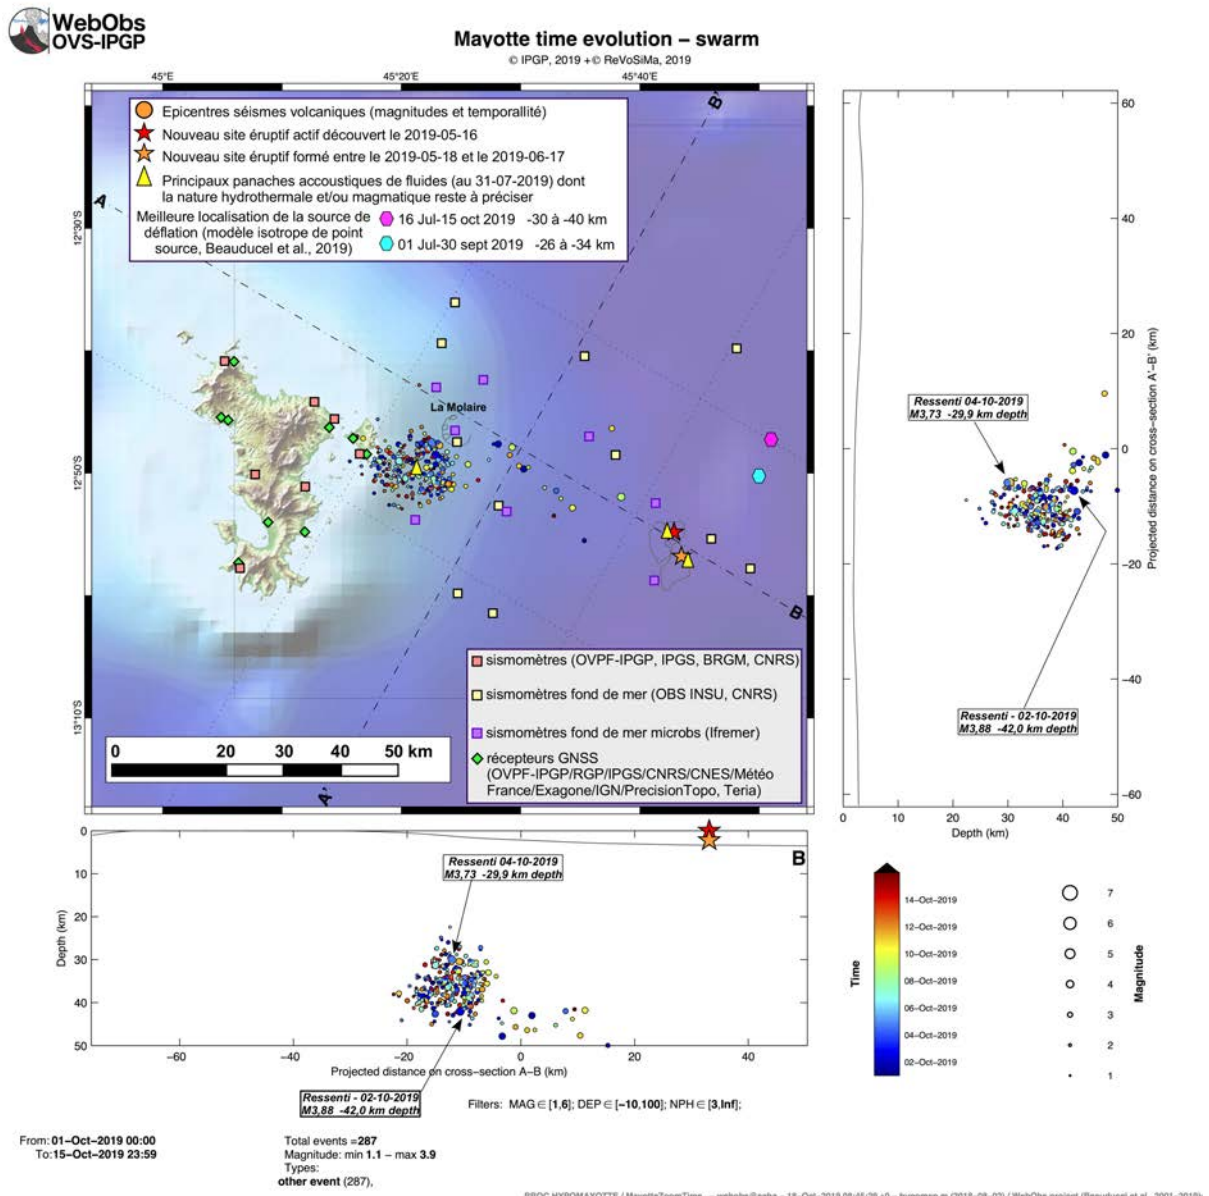 WebObs
OVS-IPGP
Mayotte time evolution – swarm
© IPGP, 2019 +© ReVoSiMa, 2019
45°E
45°20'E
45°40'E
Epicentres séismes volcaniques (magnitudes et temporallité)
Nouveau site éruptif actif découvert le 2019-05-16
Nouveau site éruptif formé entre le 2019-05-18 et le 2019-06-17
Principaux panaches accoustiques de fluides (au 31-07-2019) dont
la nature hydrothermale et/ou magmatique reste à préciser
Meilleure localisation de la source de
déflation (modèle isotrope de point
source, Beauducel et al., 2019)
16 Jul-15 oct 2019 -30 à -40 km
01 Jul-30 sept 2019 -26 à -34 km
A
B'
12°30'S
12°50'S
13°10'S
La Molaire
B
A'
sismomètres (OVPF-IPGP, IPGS, BRGM, CNRS)
sismomètres fond de mer (OBS INSU, CNRS)
sismomètres fond de mer microbs (Ifremer)
récepteurs GNSS
(OVPF-IPGP/RGP/IPGS/CNRS/CNES/Météo
France/Exagone/IGN/PrecisionTopo, Teria)
0 20 30 40 50 km
60
40
20
0
−20
−40
−60
Projected distance on cross-section A'−B' (km)
Ressenti 04-10-2019
M3,73 -29,9 km depth
Ressenti - 02-10-2019
M3,88 -42,0 km depth
0 10 20 30 40 50
Depth (km)
B
0
10
20
30
40
50
Depth (km)
Ressenti 04-10-2019
M3,73 -29,9 km depth
−60 −40 −20 0 20 40
Projected distance on cross-section A−B (km)
Ressenti - 02-10-2019
M3,88 -42,0 km depth
Time
14−Oct−2019
12−Oct−2019
10−Oct−2019
08−Oct−2019
06−Oct−2019
04−Oct−2019
02−Oct−2019
7
6
5
4
3
2
1
Magnitude
Filters: MAG ∈ [1,6]; DEP ∈ [−10,100]; NPH ∈ [3,Inf];
From: 01−Oct−2019 00:00
To: 15−Oct−2019 23:59
Total events = 287
Magnitude: min 1.1 – max 3.9
Types:
other event (287),